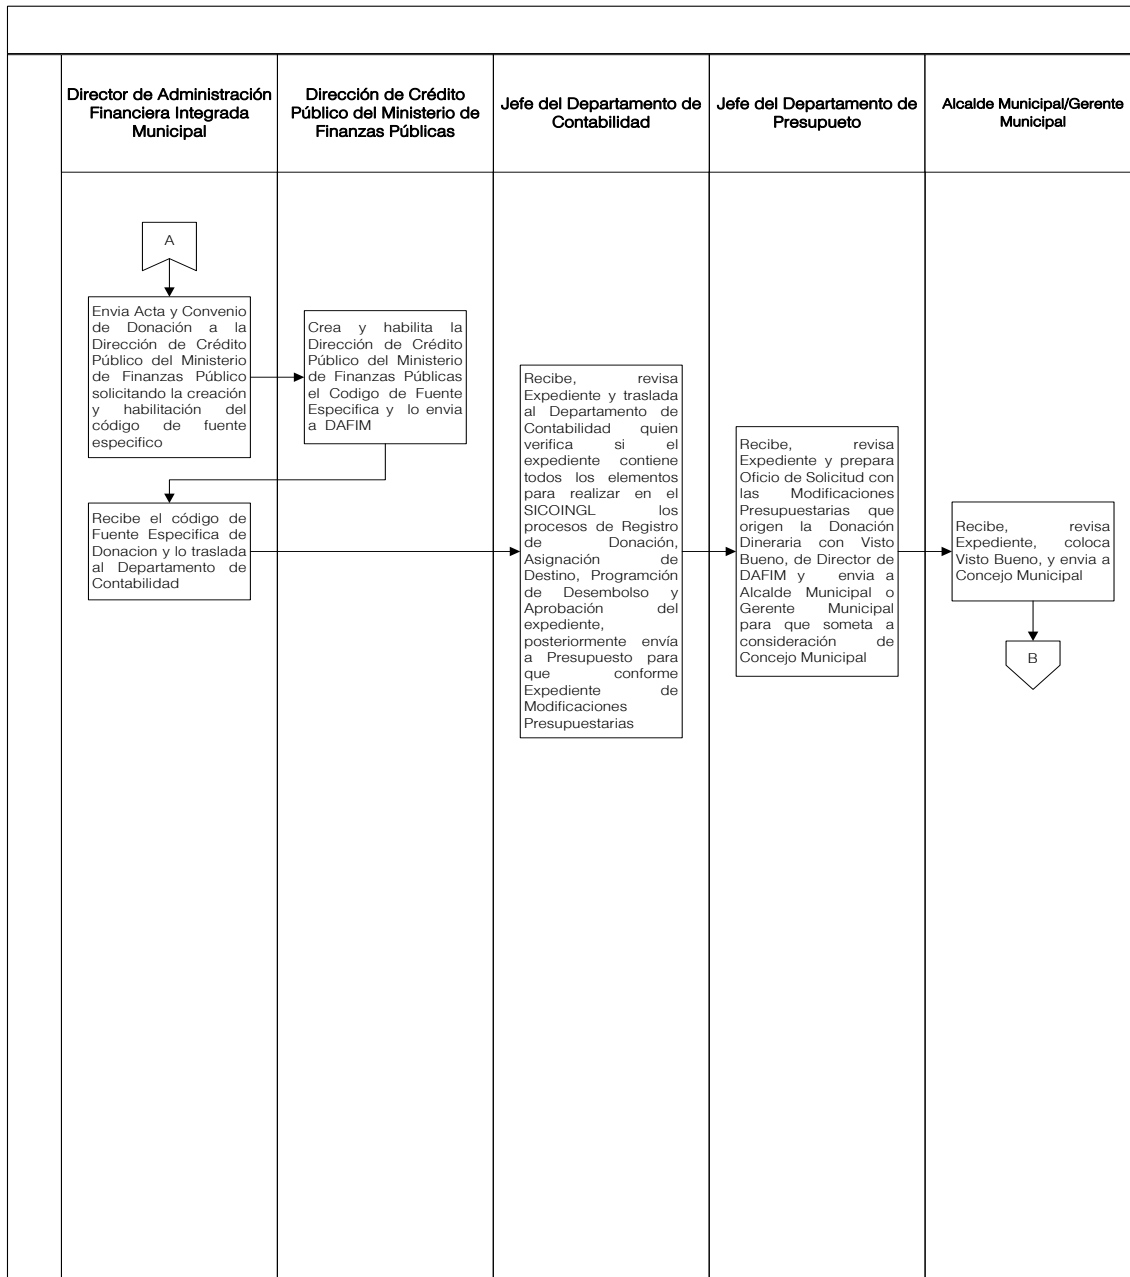 Director de Administración
Financiera Integrada
Municipal
Dirección de Crédito
Público del Ministerio de
Finanzas Públicas
Jefe del Departamento de
Contabilidad
Jefe del Departamento de
Presupueto
Alcalde Municipal/Gerente
Municipal
A
Envia Acta y Convenio
de Donación a la
Dirección de Crédito
Público del Ministerio
de Finanzas Público
solicitando la creación
y habilitación del
código de fuente
especifico
Crea y habilita la
Dirección de Crédito
Público del Ministerio
de Finanzas Públicas
el Codigo de Fuente
Especifica y lo envia
a DAFIM
Recibe el código de
Fuente Especifica de
Donacion y lo traslada
al Departamento de
Contabilidad
Recibe, revisa
Expediente y traslada
al Departamento de
Contabilidad quien
verifica si el
expediente contiene
todos los elementos
para realizar en el
SICOINGL los
procesos de Registro
de Donación,
Asignación de
Destino, Programción
de Desembolso y
Aprobación del
expediente,
posteriormente envía
a Presupuesto para
que conforme
Expediente de
Modificaciones
Presupuestarias
Recibe, revisa
Expediente y prepara
Oficio de Solicitud con
las Modificaciones
Presupuestarias que
origen la Donación
Dineraria con Visto
Bueno, de Director de
DAFIM y envia a
Alcalde Municipal o
Gerente Municipal
para que someta a
consideración de
Concejo Municipal
Recibe, revisa
Expediente, coloca
Visto Bueno, y envia a
Concejo Municipal
B